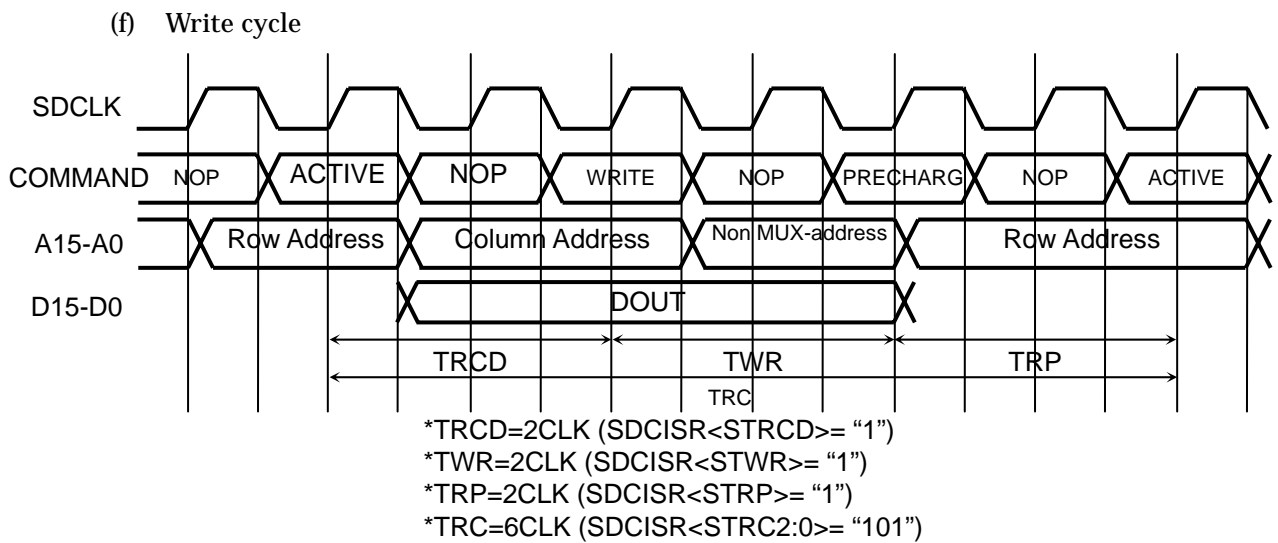 (f) Write cycle
SDCLK
COMMAND NOP ACTIVE NOP WRITE NOP PRECHARG NOP ACTIVE
A15-A0 Row Address Column Address Non MUX-address Row Address
D15-D0 DOUT
TRCD TWR TRP
TRC
*TRCD=2CLK (SDCISR<STRCD>= “1”)
*TWR=2CLK (SDCISR<STWR>= “1”)
*TRP=2CLK (SDCISR<STRP>= “1”)
*TRC=6CLK (SDCISR<STRC2:0>= “101”)